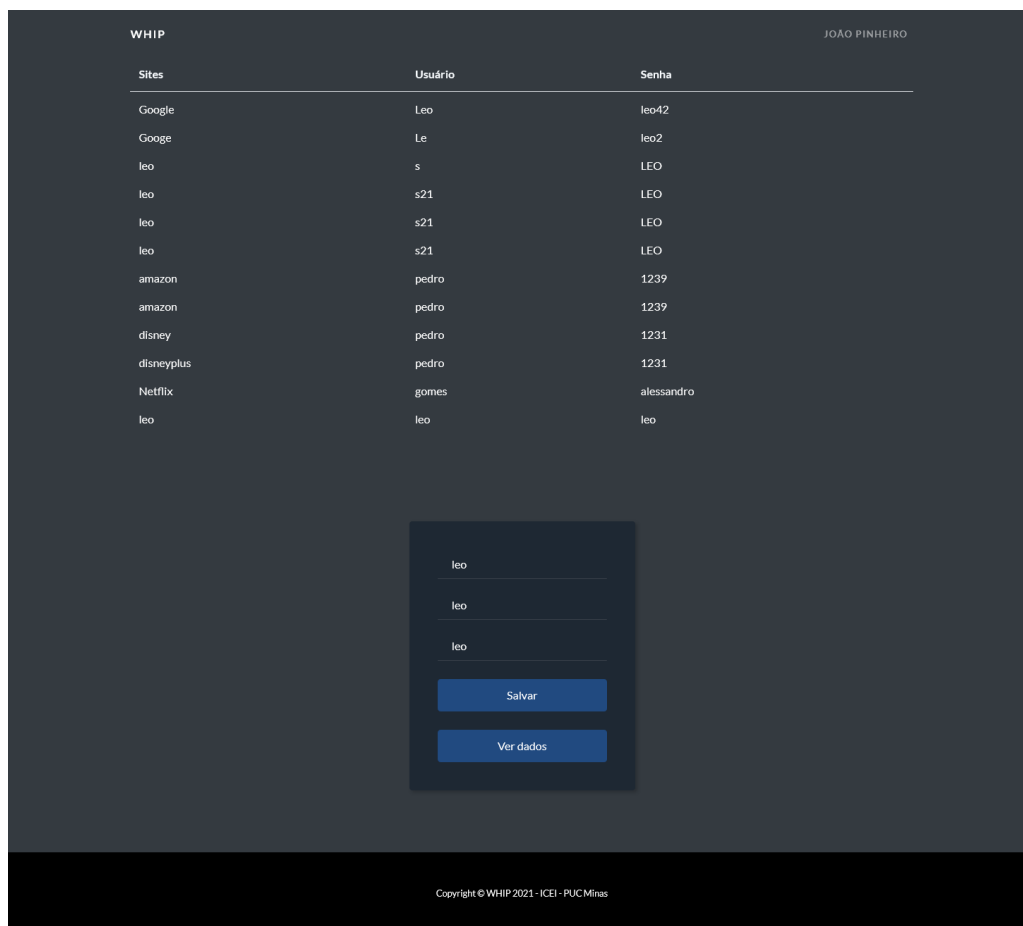 WHIP JOÃO PINHEIRO
Sites Usuário Senha
Google Leo leo42
Googe Le leo2
leo s LEO
leo s21 LEO
leo s21 LEO
leo s21 LEO
amazon pedro 1239
amazon pedro 1239
disney pedro 1231
disneyplus pedro 1231
Netflix gomes alessandro
leo leo leo
leo
leo
leo
Salvar
Ver dados
Copyright © WHIP 2021 - ICEI - PUC Minas